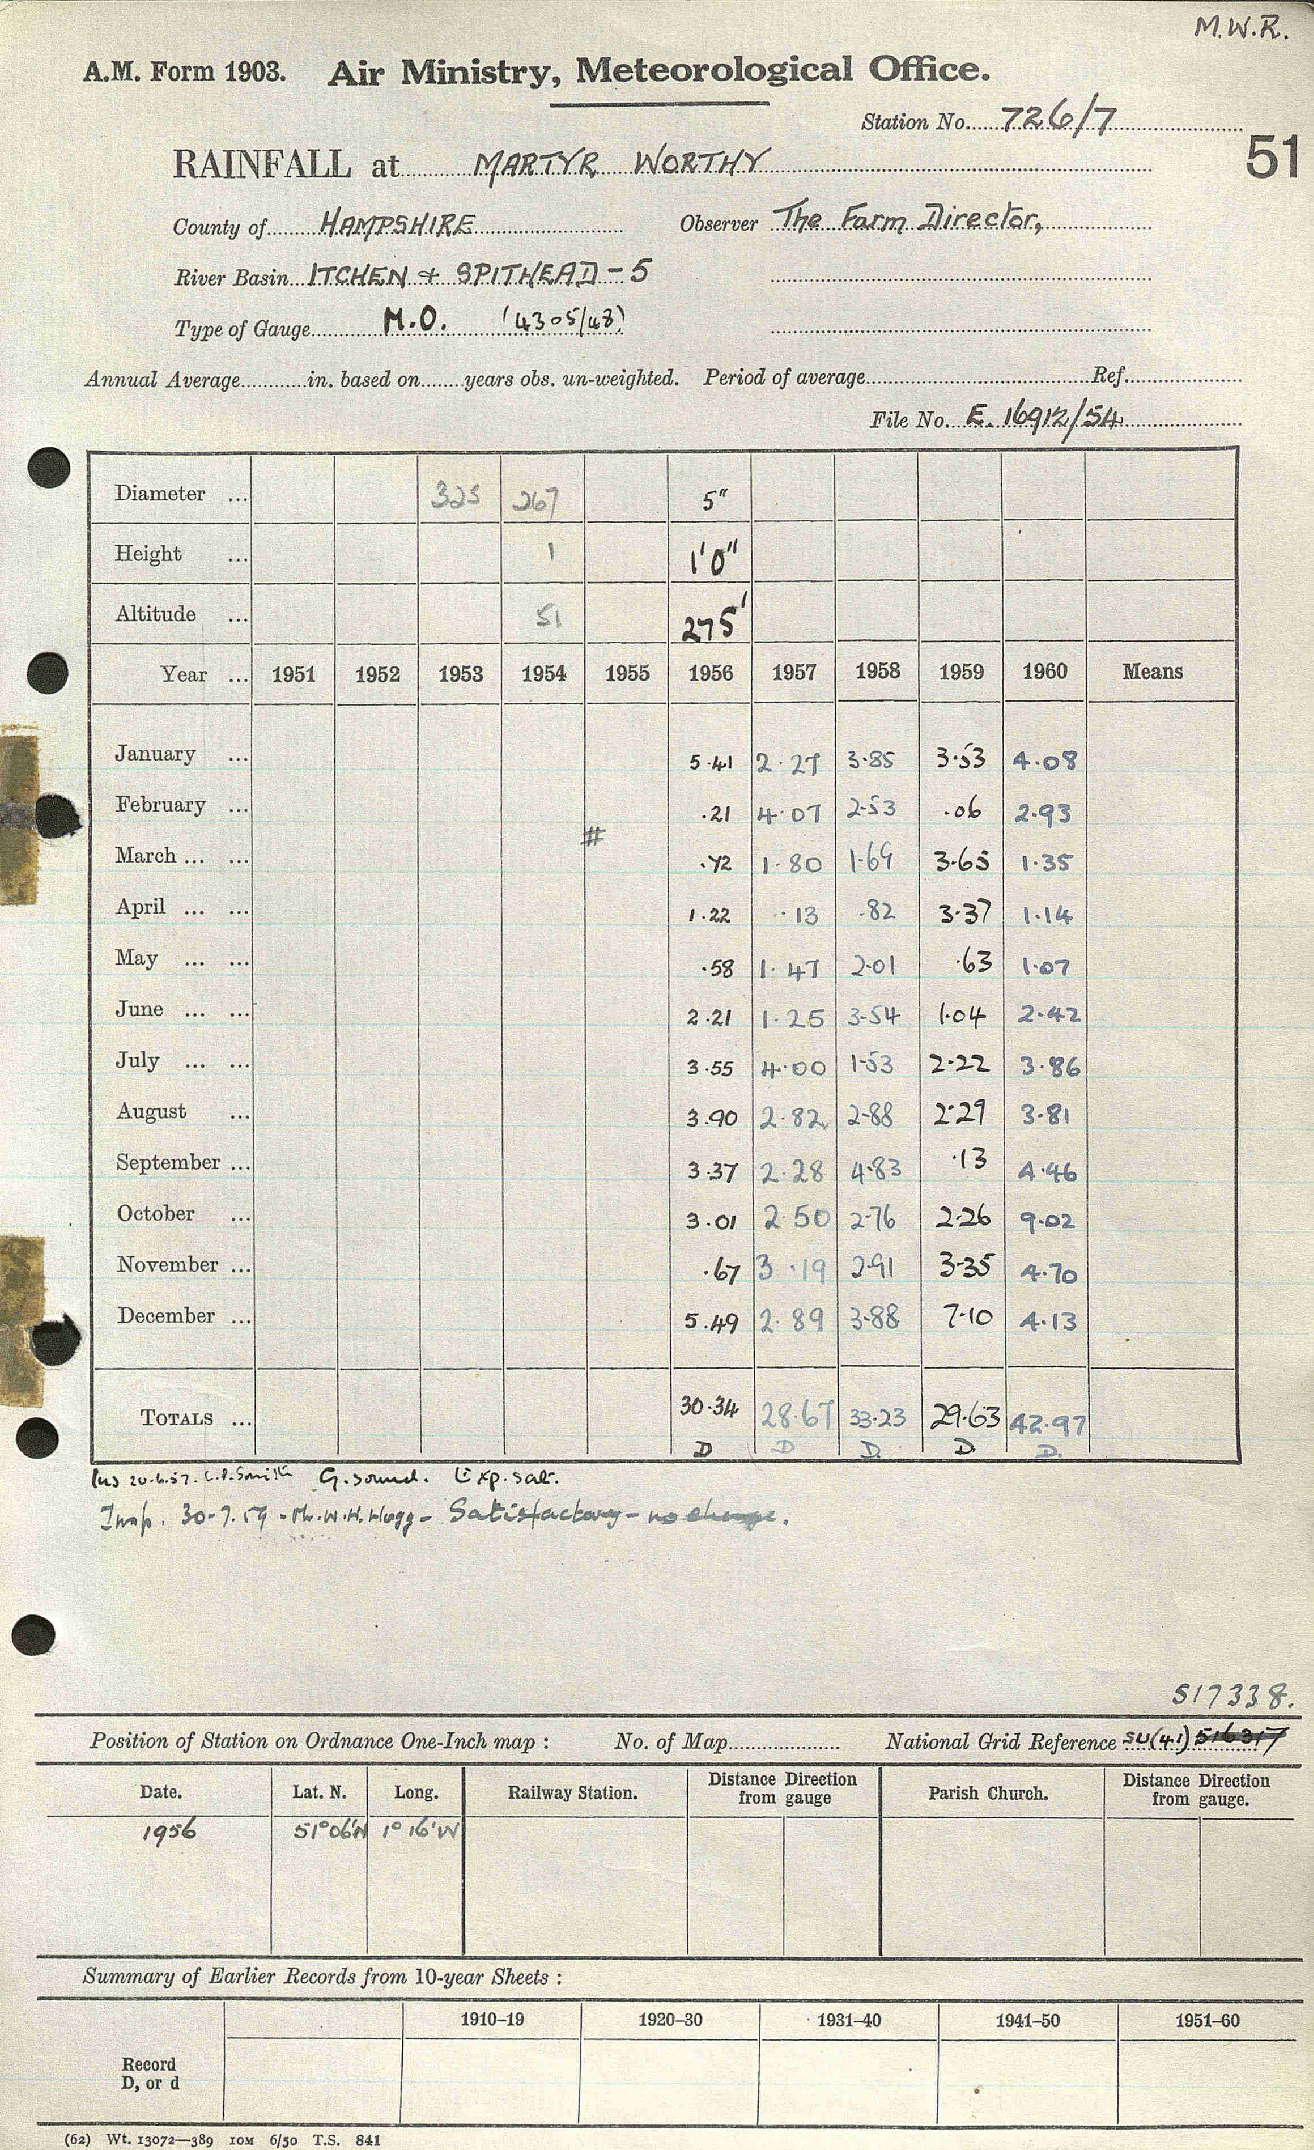 M.W.R.
A.M. Form 1903. Air Ministry, Meteorological Office.
Station No. 726/7
51
RAINFALL at MARTYR WORTHY
County of HAMPSHIRE Observer The Farm Director,
River Basin ITCHEN & SPITHEAD - 5
Type of Gauge M.O. (4305/48)
Annual Average in. based on years obs. un-weighted. Period of average Ref.
File No. E. 16912/54
Diameter ... 325 267 5"
Height ... 1 1'0"
Altitude ... 51 275'
Year ... 1951 1952 1953 1954 1955 1956 1957 1958 1959 1960 Means
January ... 5.41 2.27 3.85 3.53 4.08
February ... .21 4.07 2.53 .06 2.93
#
March ... ... .72 1.80 1.69 3.65 1.35
April ... ... 1.22 .13 .82 3.37 1.14
May ... ... .58 1.47 2.01 .63 1.07
June ... ... 2.21 1.25 3.54 1.04 2.42
July ... ... 3.55 4.00 1.53 2.22 3.86
August ... 3.90 2.82 2.88 2.29 3.81
September ... 3.37 2.28 4.83 .13 4.46
October ... 3.01 2.50 2.76 2.26 9.02
November ... .67 3.19 2.91 3.35 4.70
December ... 5.49 2.89 3.88 7.10 4.13
TOTALS ... 30.34 28.67 33.23 29.63 42.97
D D D D D
20.6.57. Smith G. sound. Exp. sat.
Insp. 30-7.59 - Mr. W.H. Hogg - Satisfactory - no change.
517338.
Position of Station on Ordnance One-Inch map : No. of Map National Grid Reference SU(41) 516317
Date. Lat. N. Long. Railway Station. Distance Direction from gauge Parish Church. Distance Direction from gauge.
1956 51°06'N 1°16'W
Summary of Earlier Records from 10-year Sheets :
1910-19 1920-30 1931-40 1941-50 1951-60
Record
D, or d
(62) Wt. 13072—389 10M 6/50 T.S. 841